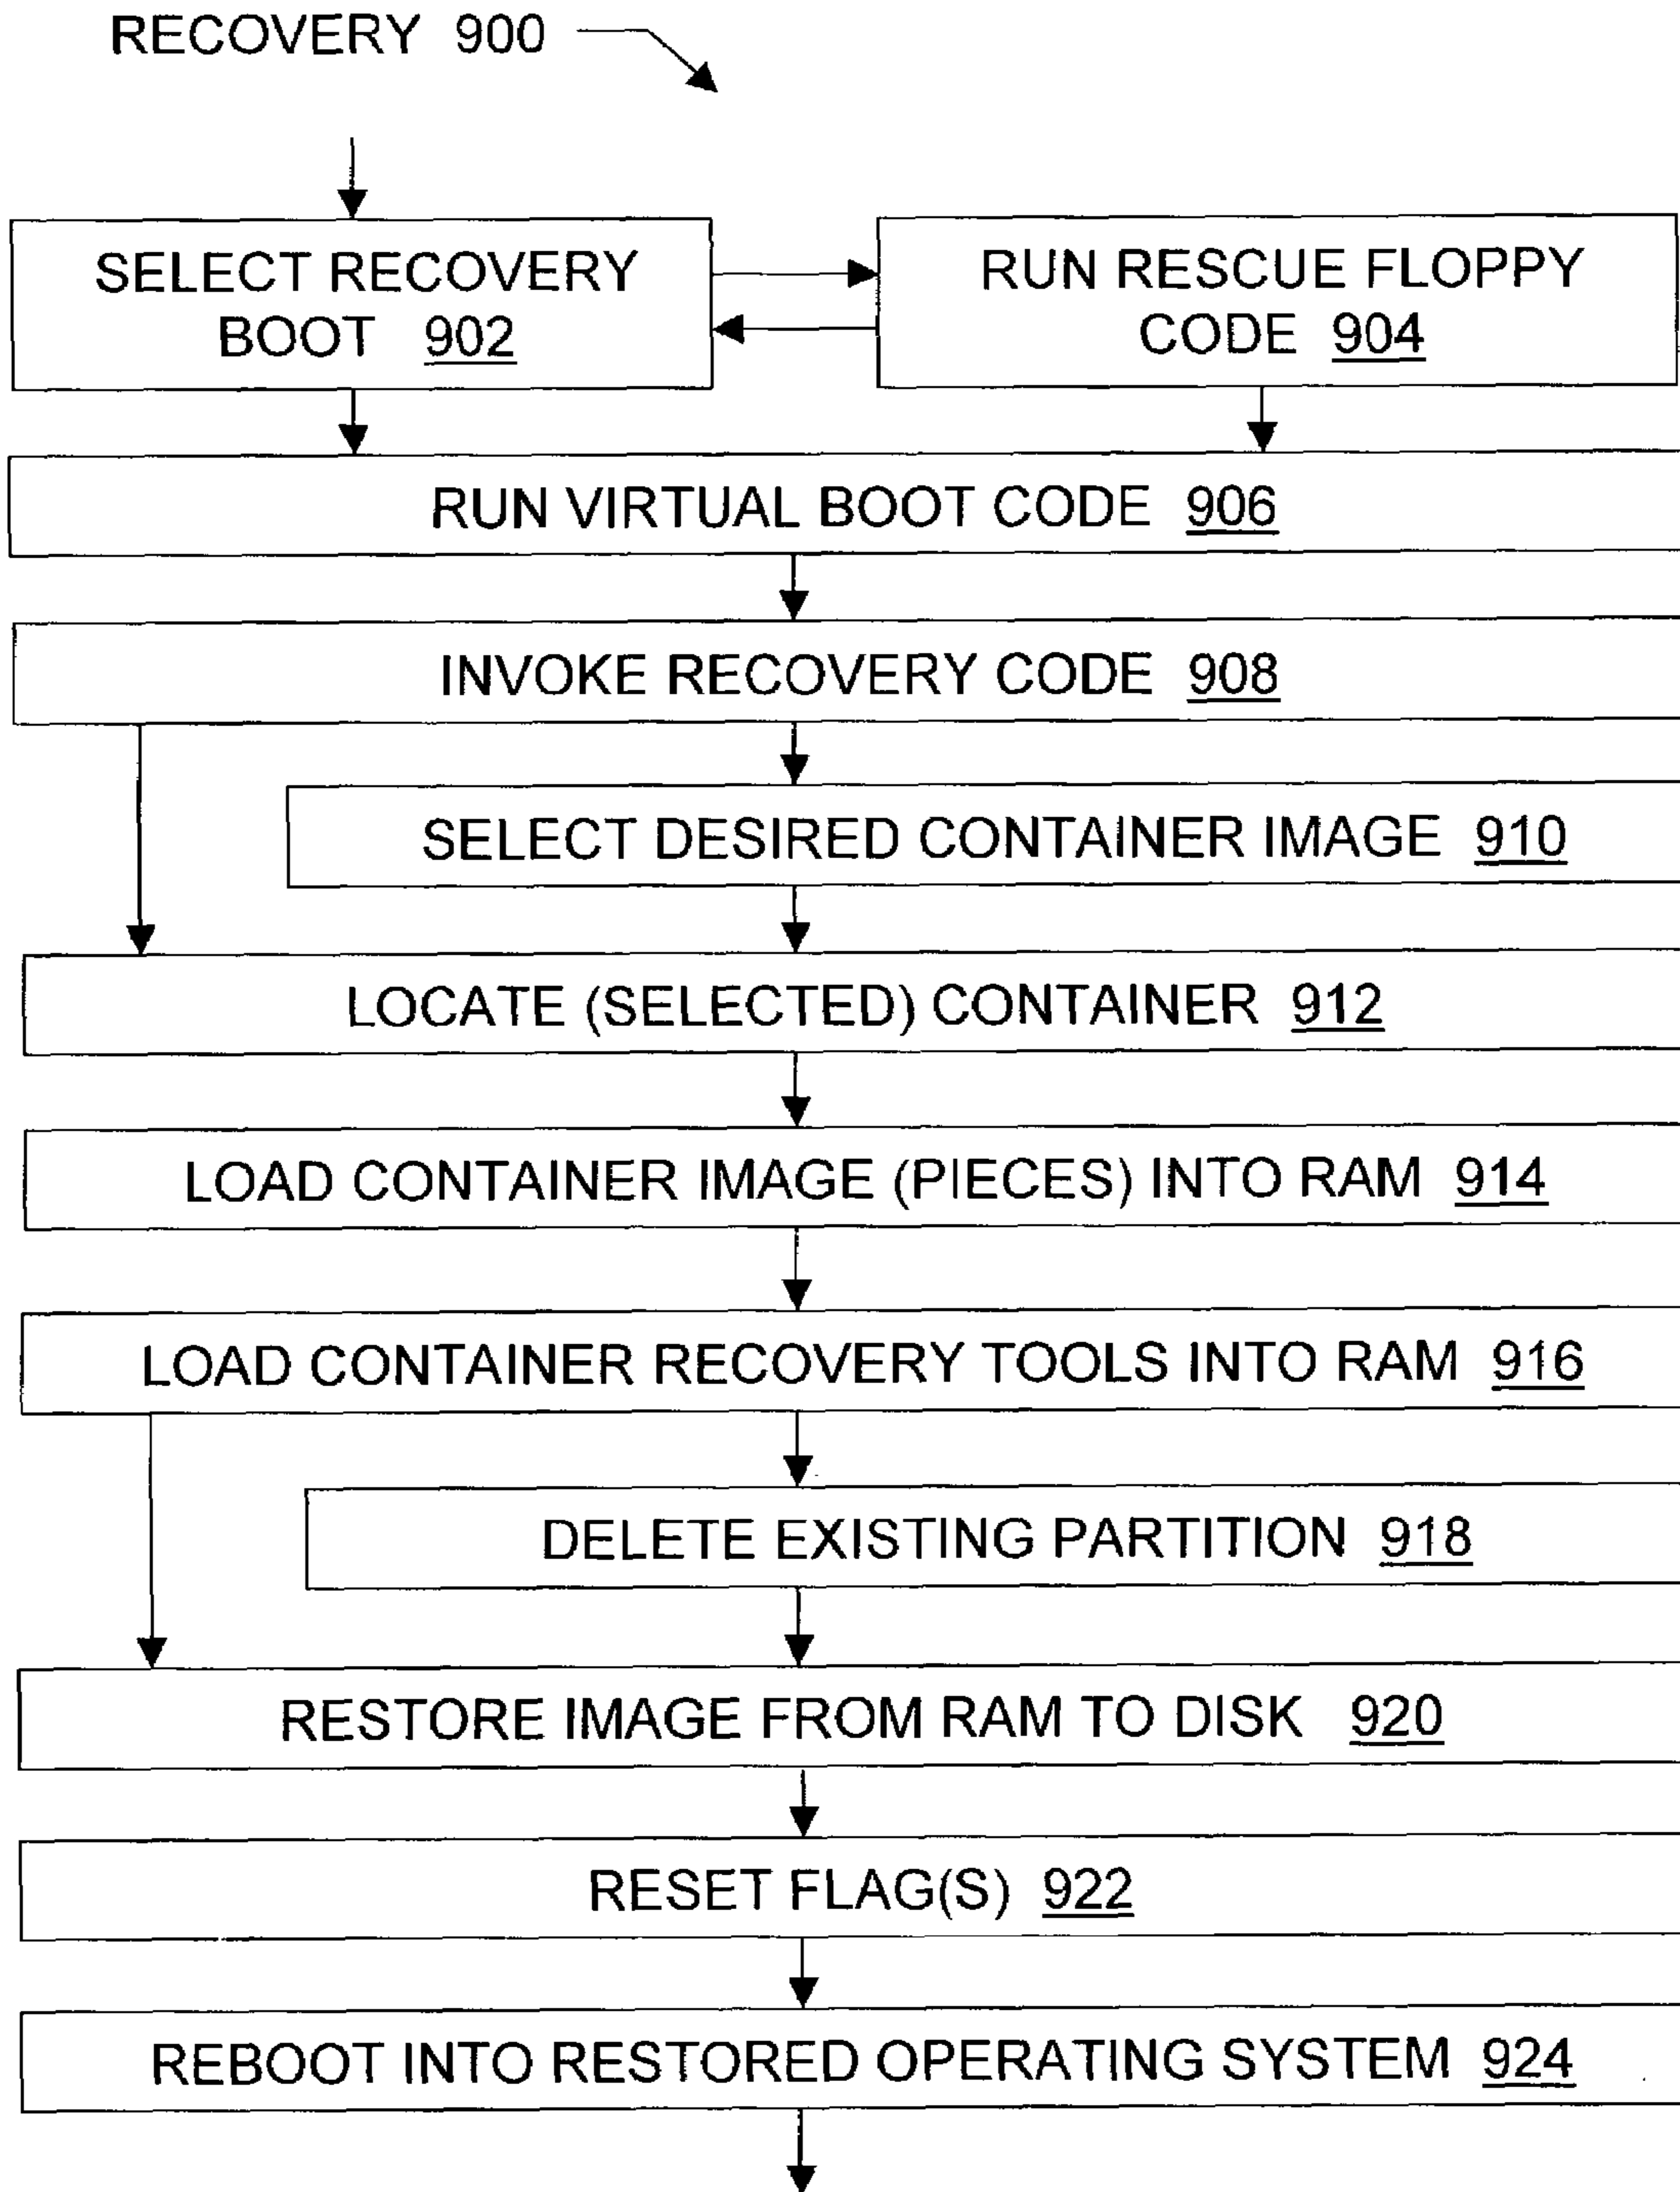 RECOVERY 900
SELECT RECOVERY
BOOT 902
RUN RESCUE FLOPPY
CODE 904
RUN VIRTUAL BOOT CODE 906
INVOKE RECOVERY CODE 908
SELECT DESIRED CONTAINER IMAGE 910
LOCATE (SELECTED) CONTAINER 912
LOAD CONTAINER IMAGE (PIECES) INTO RAM 914
LOAD CONTAINER RECOVERY TOOLS INTO RAM 916
DELETE EXISTING PARTITION 918
RESTORE IMAGE FROM RAM TO DISK 920
RESET FLAG(S) 922
REBOOT INTO RESTORED OPERATING SYSTEM 924